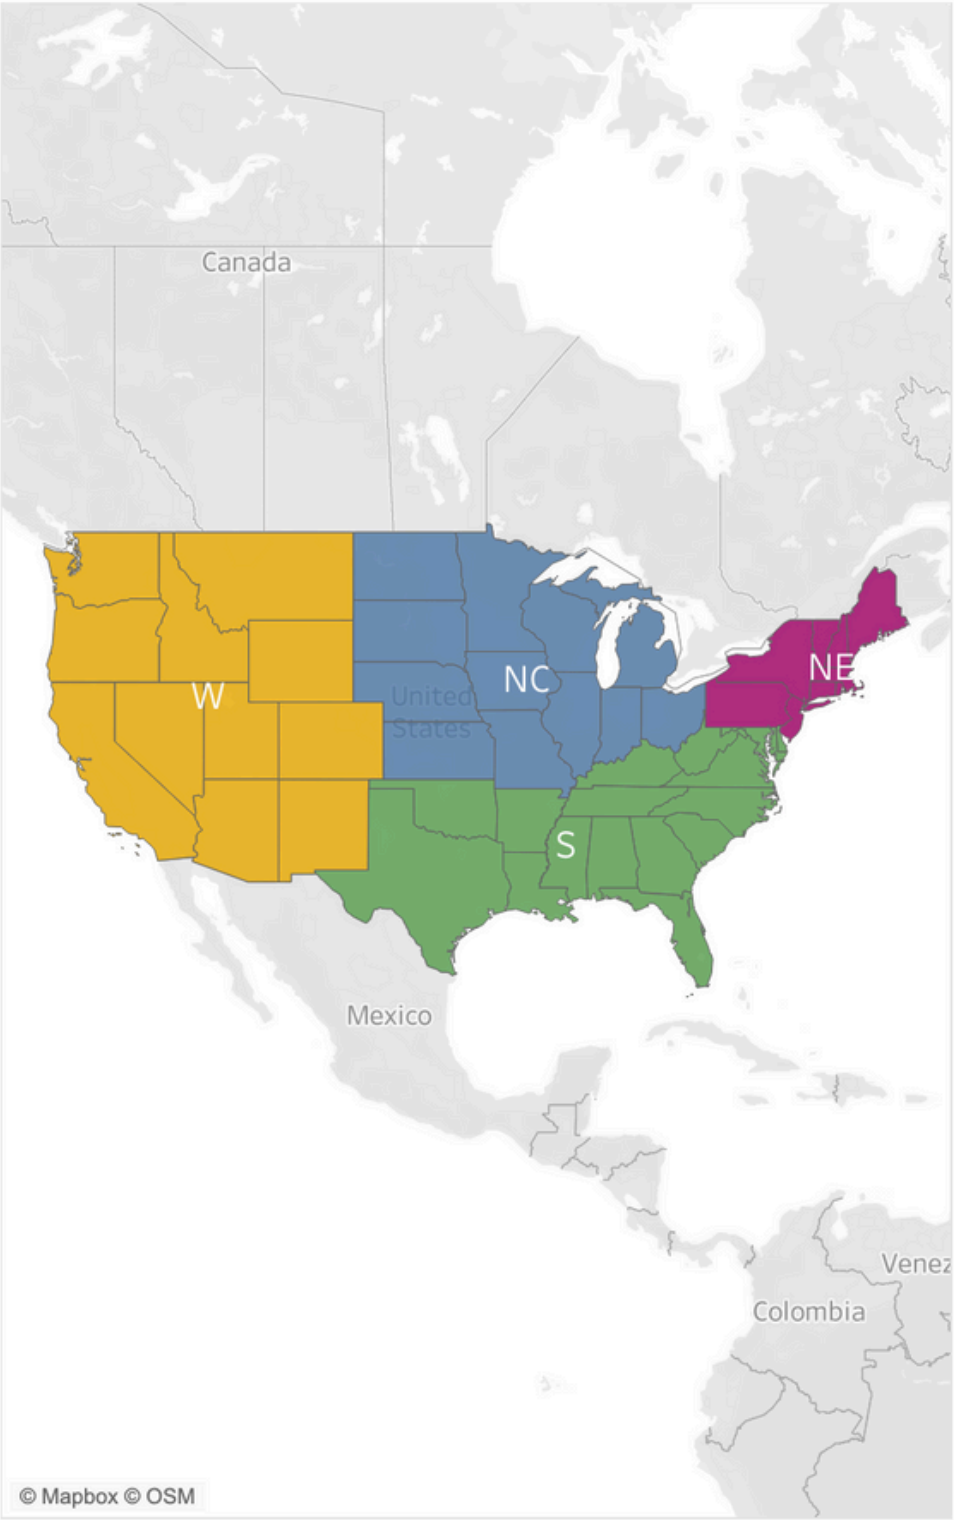 Canada
NE
NC
W
United
States
S
Mexico
Venez
Colombia
© Mapbox © OSM